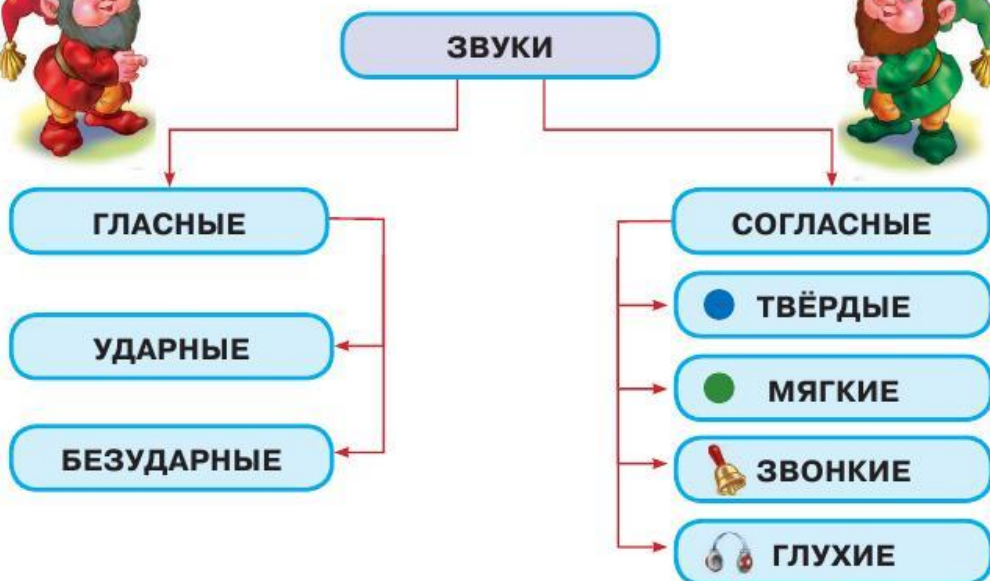 ЗВУКИ
ГЛАСНЫЕ
УДАРНЫЕ
БЕЗУДАРНЫЕ
СОГЛАСНЫЕ
ТВЁРДЫЕ
МЯГКИЕ
ЗВОНКИЕ
ГЛУХИЕ